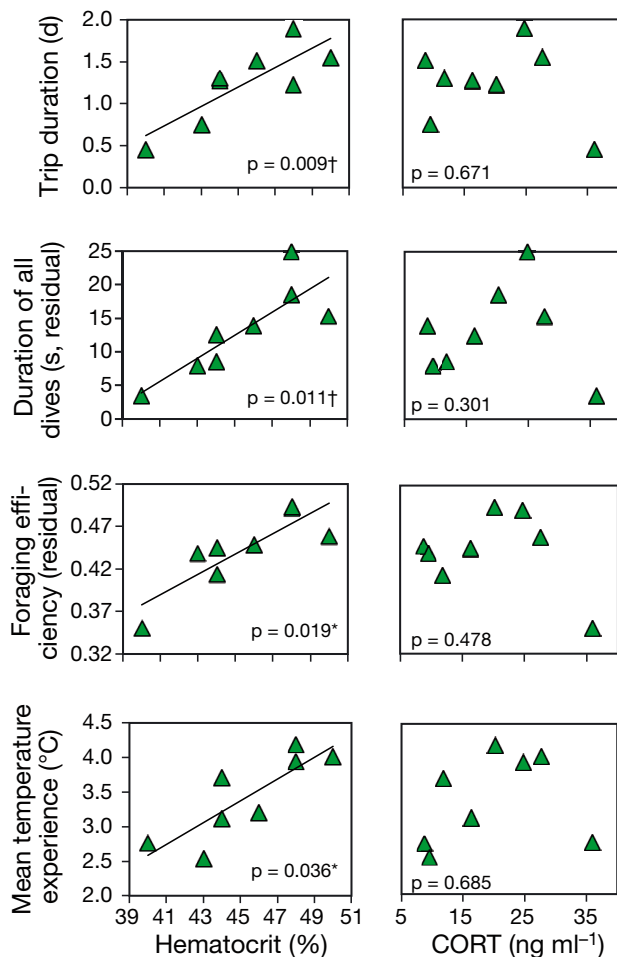 Trip duration (d)
2.0
1.5
1.0
0.5
0.0
p = 0.009†
p = 0.671
Duration of all
dives (s, residual)
25
20
15
10
5
0
p = 0.011†
p = 0.301
Foraging effi-
ciency (residual)
0.52
0.47
0.42
0.37
0.32
p = 0.019*
p = 0.478
Mean temperature
experience (°C)
4.5
4.0
3.5
3.0
2.5
2.0
p = 0.036*
p = 0.685
39 41 43 45 47 49 51
5 15 25 35
Hematocrit (%)
CORT (ng ml⁻¹)